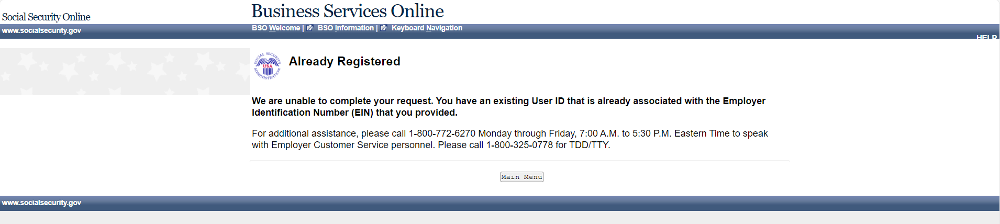 Social Security Online
Business Services Online
www.socialsecurity.gov
BSO Welcome | BSO Information | Keyboard Navigation
HELP
SOCIAL SECURITY ADMINISTRATION
USA
Already Registered
We are unable to complete your request. You have an existing User ID that is already associated with the Employer
Identification Number (EIN) that you provided.
For additional assistance, please call 1-800-772-6270 Monday through Friday, 7:00 A.M. to 5:30 P.M. Eastern Time to speak
with Employer Customer Service personnel. Please call 1-800-325-0778 for TDD/TTY.
Main Menu
www.socialsecurity.gov